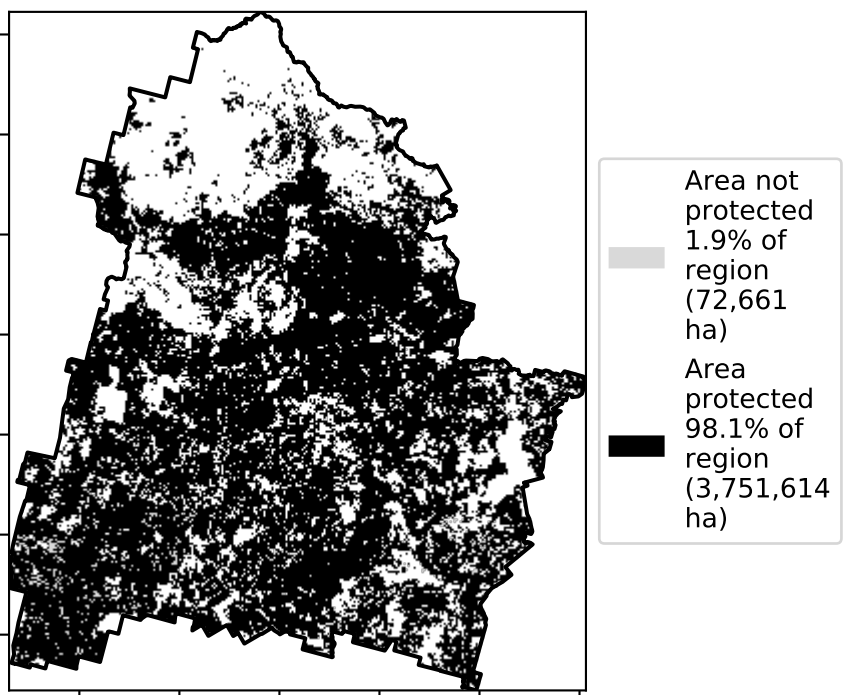 Area not
protected
1.9% of
region
(72,661
ha)
Area
protected
98.1% of
region
(3,751,614
ha)